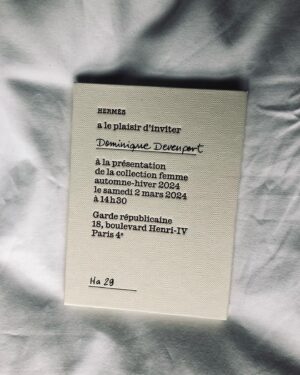 HERMÈS
a le plaisir d'inviter
Dominique Devenport
à la présentation
de la collection femme
automne-hiver 2024
le samedi 2 mars 2024
à 14h30
Garde républicaine
18, boulevard Henri-IV
Paris 4ᵉ
Ha 29